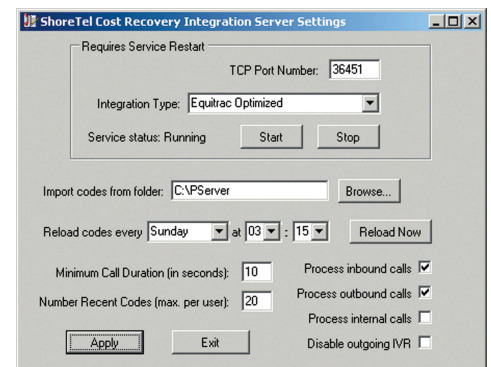 ShoreTel Cost Recovery Integration Server Settings
Requires Service Restart
TCP Port Number: 36451
Integration Type: Equitrac Optimized
Service status: Running Start Stop
Import codes from folder: C:\PServer Browse...
Reload codes every Sunday at 03 : 15 Reload Now
Minimum Call Duration (in seconds): 10 Process inbound calls
Number Recent Codes (max. per user): 20 Process outbound calls
Process internal calls
Apply Exit Disable outgoing IVR